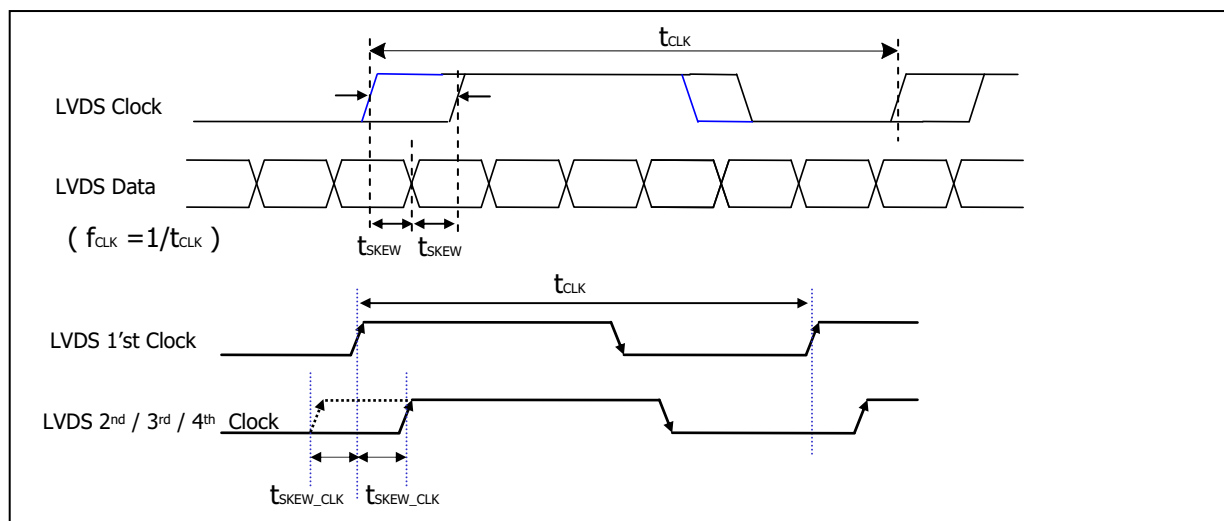 tCLK
LVDS Clock
LVDS Data
( fCLK =1/tCLK )
tSKEW tSKEW
tCLK
LVDS 1'st Clock
LVDS 2nd / 3rd / 4th Clock
tSKEW_CLK tSKEW_CLK